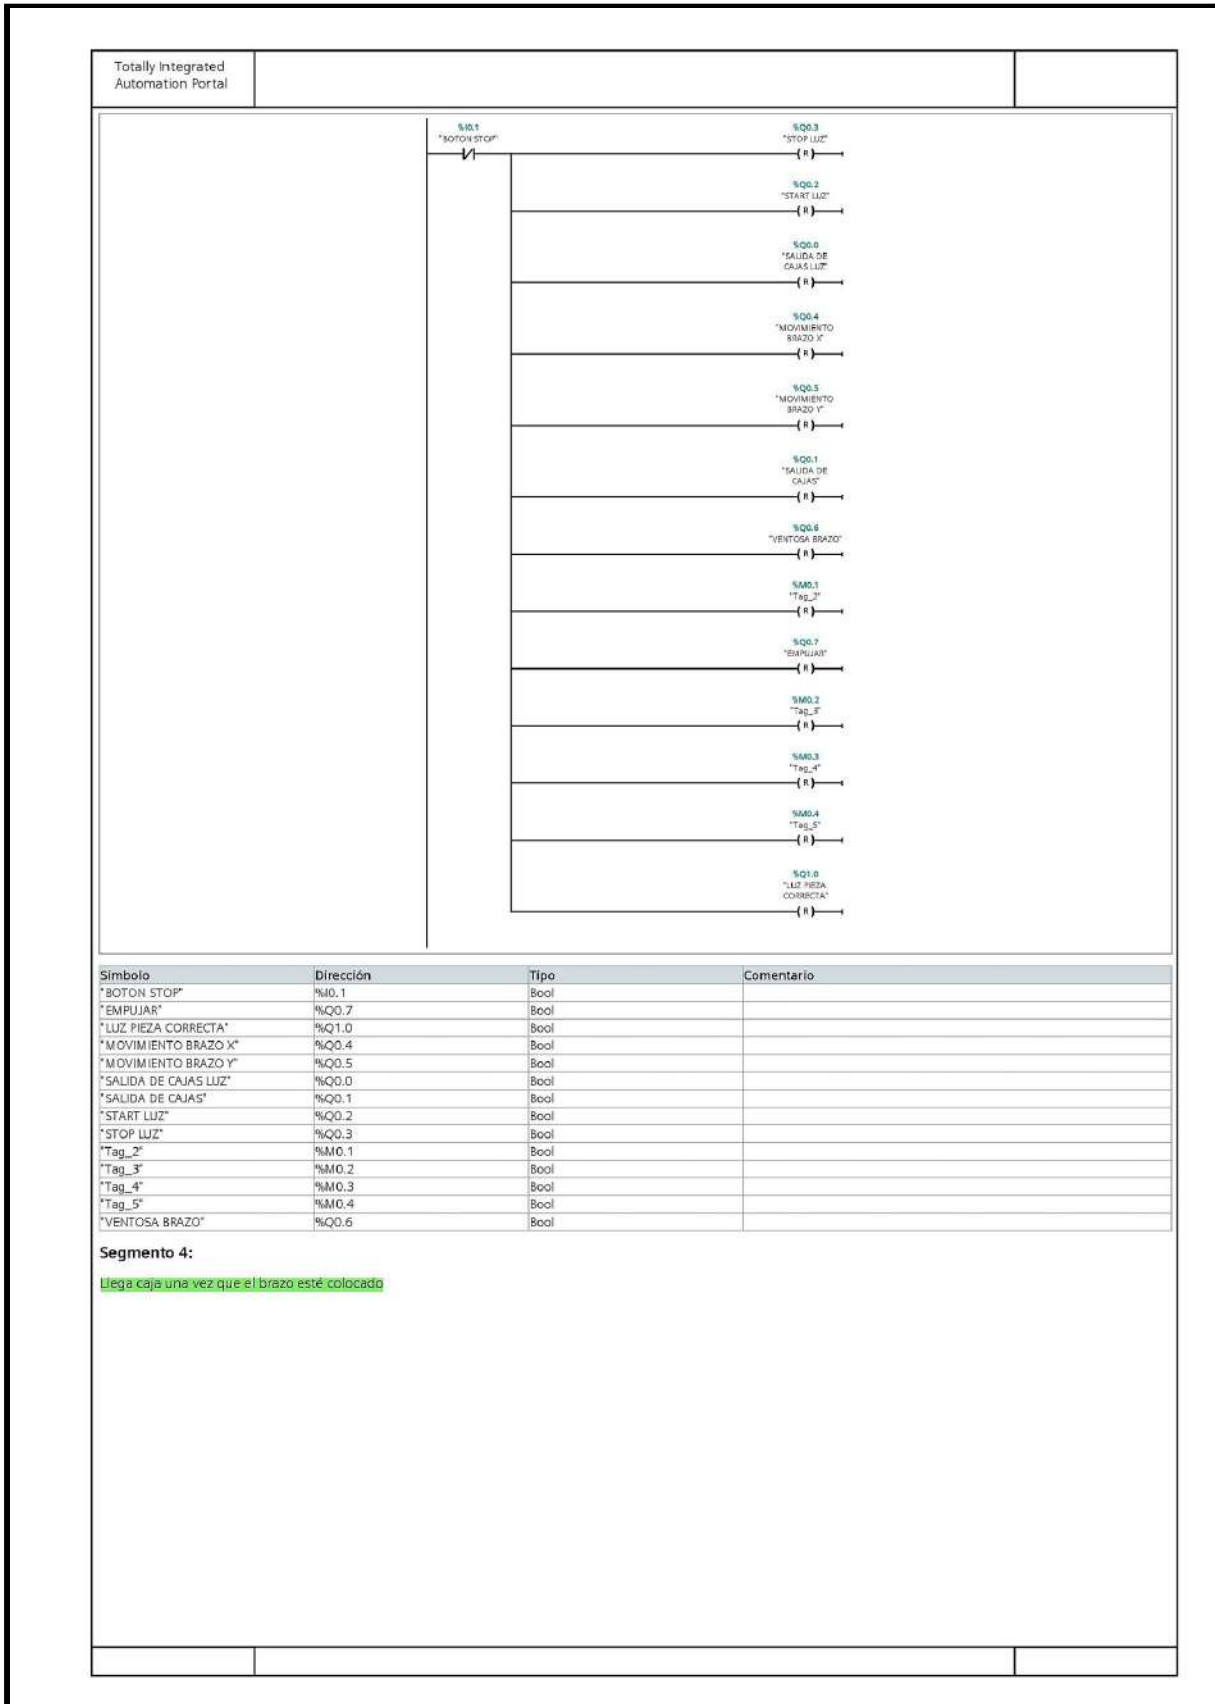 Totally Integrated
Automation Portal
%I0.1
"BOTON STOP"
%Q0.3
"STOP LUZ"
( R )
%Q0.2
"START LUZ"
( R )
%Q0.0
"SALIDA DE
CAJAS LUZ"
( R )
%Q0.4
"MOVIMIENTO
BRAZO X"
( R )
%Q0.5
"MOVIMIENTO
BRAZO Y"
( R )
%Q0.1
"SALIDA DE
CAJAS"
( R )
%Q0.6
"VENTOSA BRAZO"
( R )
%M0.1
"Tag_2"
( R )
%Q0.7
"EMPUJAR"
( R )
%M0.2
"Tag_3"
( R )
%M0.3
"Tag_4"
( R )
%M0.4
"Tag_5"
( R )
%Q1.0
"LUZ PIEZA
CORRECTA"
( R )
Símbolo Dirección Tipo Comentario
"BOTON STOP" %I0.1 Bool
"EMPUJAR" %Q0.7 Bool
"LUZ PIEZA CORRECTA" %Q1.0 Bool
"MOVIMIENTO BRAZO X" %Q0.4 Bool
"MOVIMIENTO BRAZO Y" %Q0.5 Bool
"SALIDA DE CAJAS LUZ" %Q0.0 Bool
"SALIDA DE CAJAS" %Q0.1 Bool
"START LUZ" %Q0.2 Bool
"STOP LUZ" %Q0.3 Bool
"Tag_2" %M0.1 Bool
"Tag_3" %M0.2 Bool
"Tag_4" %M0.3 Bool
"Tag_5" %M0.4 Bool
"VENTOSA BRAZO" %Q0.6 Bool
Segmento 4:
Llega caja una vez que el brazo esté colocado